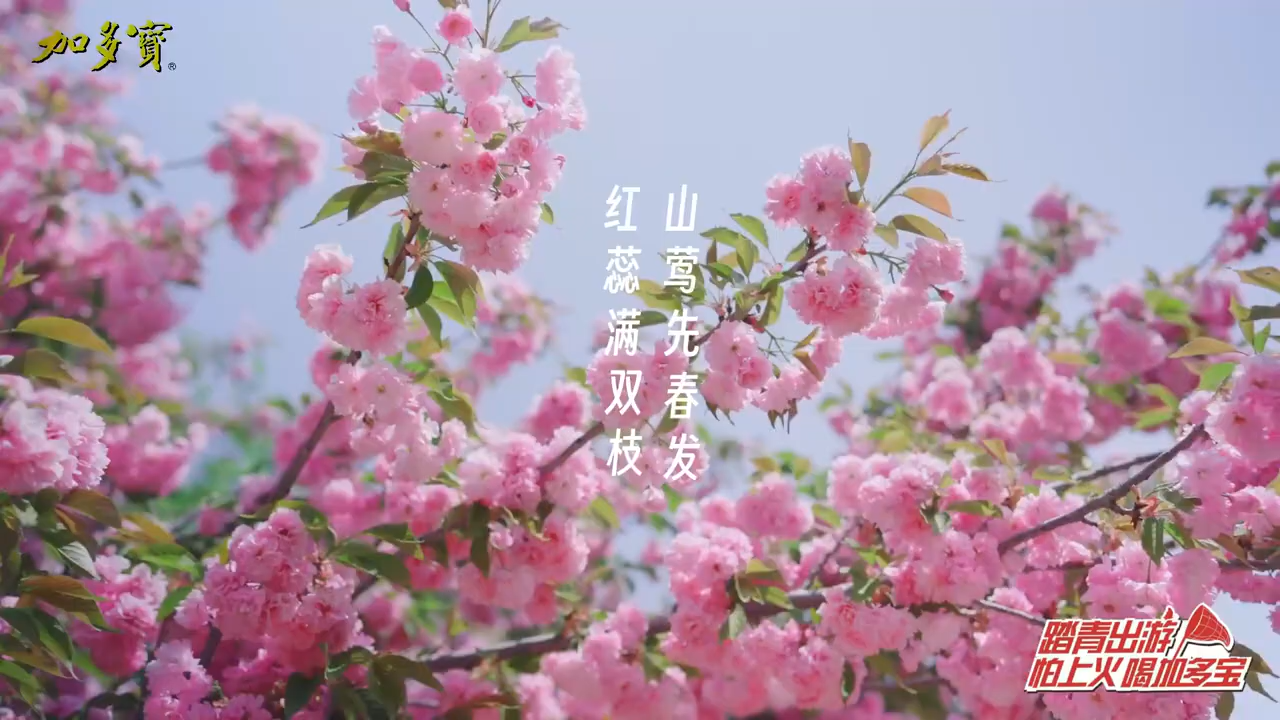 加多寶®
山莺先春发
红蕊满双枝
踏青出游
怕上火 喝加多宝